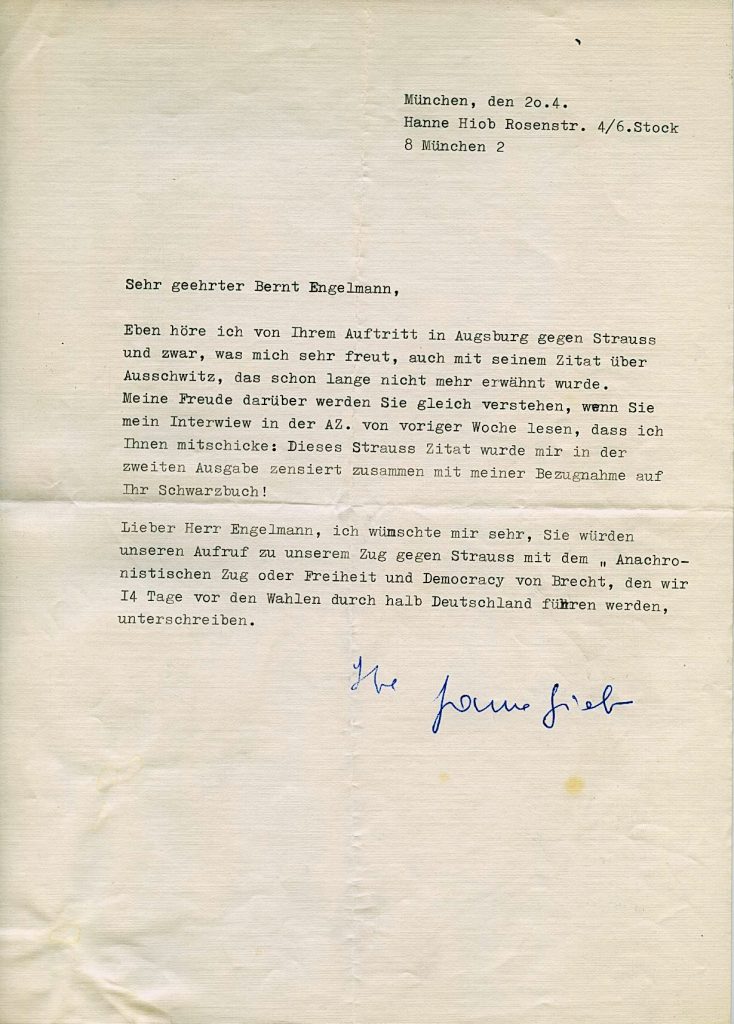 München, den 2o.4.
Hanne Hiob Rosenstr. 4/6.Stock
8 München 2
Sehr geehrter Bernt Engelmann,
Eben höre ich von Ihrem Auftritt in Augsburg gegen Strauss
und zwar, was mich sehr freut, auch mit seinem Zitat über
Ausschwitz, das schon lange nicht mehr erwähnt wurde.
Meine Freude darüber werden Sie gleich verstehen, wenn Sie
mein Interwiew in der AZ. von voriger Woche lesen, dass ich
Ihnen mitschicke: Dieses Strauss Zitat wurde mir in der
zweiten Ausgabe zensiert zusammen mit meiner Bezugnahme auf
Ihr Schwarzbuch!
Lieber Herr Engelmann, ich wünschte mir sehr, Sie würden
unseren Aufruf zu unserem Zug gegen Strauss mit dem „ Anachro-
nistischen Zug oder Freiheit und Democracy von Brecht, den wir
I4 Tage vor den Wahlen durch halb Deutschland führen werden,
unterschreiben.
Ihre Hanne Hiob